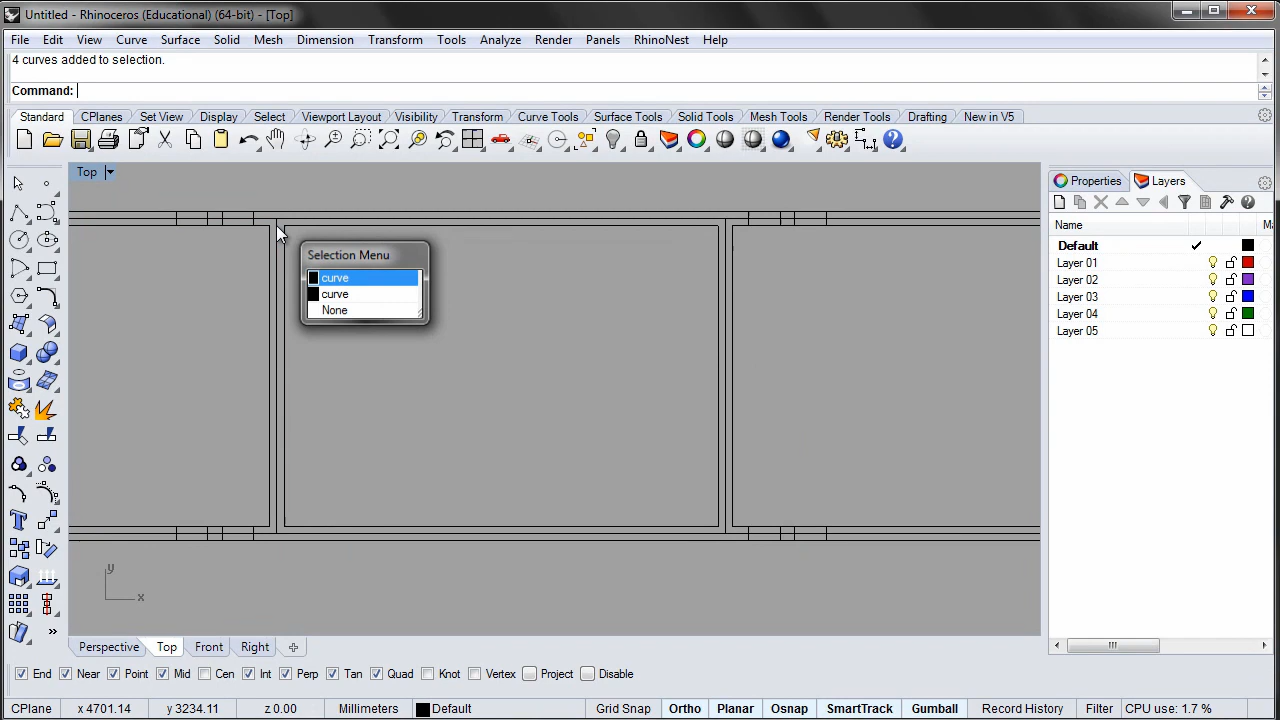 Untitled - Rhinoceros (Educational) (64-bit) - [Top]
File Edit View Curve Surface Solid Mesh Dimension Transform Tools Analyze Render Panels RhinoNest Help
4 curves added to selection.
Command:
Standard CPlanes Set View Display Select Viewport Layout Visibility Transform Curve Tools Surface Tools Solid Tools Mesh Tools Render Tools Drafting New in V5
Top
Properties Layers
Name
Default
Layer 01
Layer 02
Layer 03
Layer 04
Layer 05
Selection Menu
curve
curve
None
y
x
Perspective Top Front Right
End Near Point Mid Cen Int Perp Tan Quad Knot Vertex Project Disable
CPlane x 4701.14 y 3234.11 z 0.00 Millimeters Default Grid Snap Ortho Planar Osnap SmartTrack Gumball Record History Filter CPU use: 1.7 %